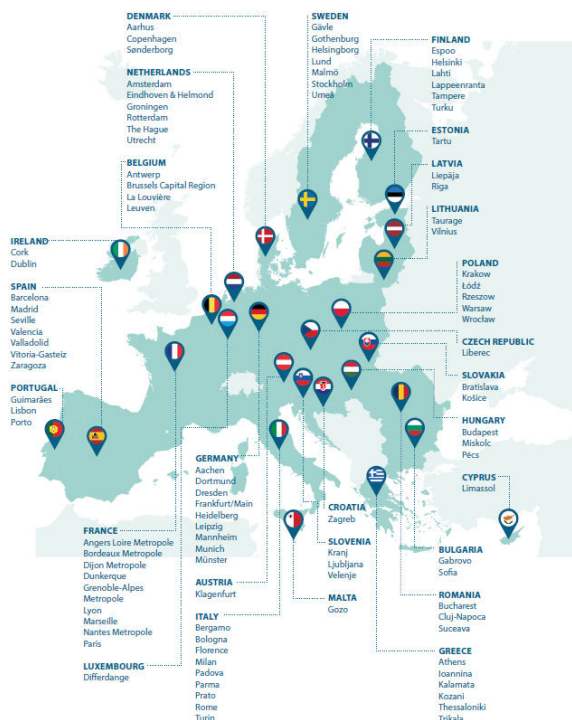 DENMARK
Aarhus
Copenhagen
Sønderborg
NETHERLANDS
Amsterdam
Eindhoven & Helmond
Groningen
Rotterdam
The Hague
Utrecht
BELGIUM
Antwerp
Brussels Capital Region
La Louvière
Leuven
IRELAND
Cork
Dublin
SPAIN
Barcelona
Madrid
Seville
Valencia
Valladolid
Vitoria-Gasteiz
Zaragoza
PORTUGAL
Guimarães
Lisbon
Porto
SWEDEN
Gävle
Gothenburg
Helsingborg
Lund
Malmö
Stockholm
Umeå
FINLAND
Espoo
Helsinki
Lahti
Lappeenranta
Tampere
Turku
ESTONIA
Tartu
LATVIA
Liepāja
Riga
LITHUANIA
Taurage
Vilnius
POLAND
Krakow
Łódź
Rzeszow
Warsaw
Wrocław
CZECH REPUBLIC
Liberec
SLOVAKIA
Bratislava
Košice
HUNGARY
Budapest
Miskolc
Pécs
CYPRUS
Limassol
FRANCE
Angers Loire Metropole
Bordeaux Metropole
Dijon Metropole
Dunkerque
Grenoble-Alpes
Metropole
Lyon
Marseille
Nantes Metropole
Paris
LUXEMBOURG
Differdange
GERMANY
Aachen
Dortmund
Dresden
Frankfurt/Main
Heidelberg
Leipzig
Mannheim
Munich
Münster
AUSTRIA
Klagenfurt
ITALY
Bergamo
Bologna
Florence
Milan
Padova
Parma
Prato
Rome
Turin
CROATIA
Zagreb
SLOVENIA
Kranj
Ljubljana
Velenje
MALTA
Gozo
BULGARIA
Gabrovo
Sofia
ROMANIA
Bucharest
Cluj-Napoca
Suceava
GREECE
Athens
Ioannina
Kalamata
Kozani
Thessaloniki
Trikala